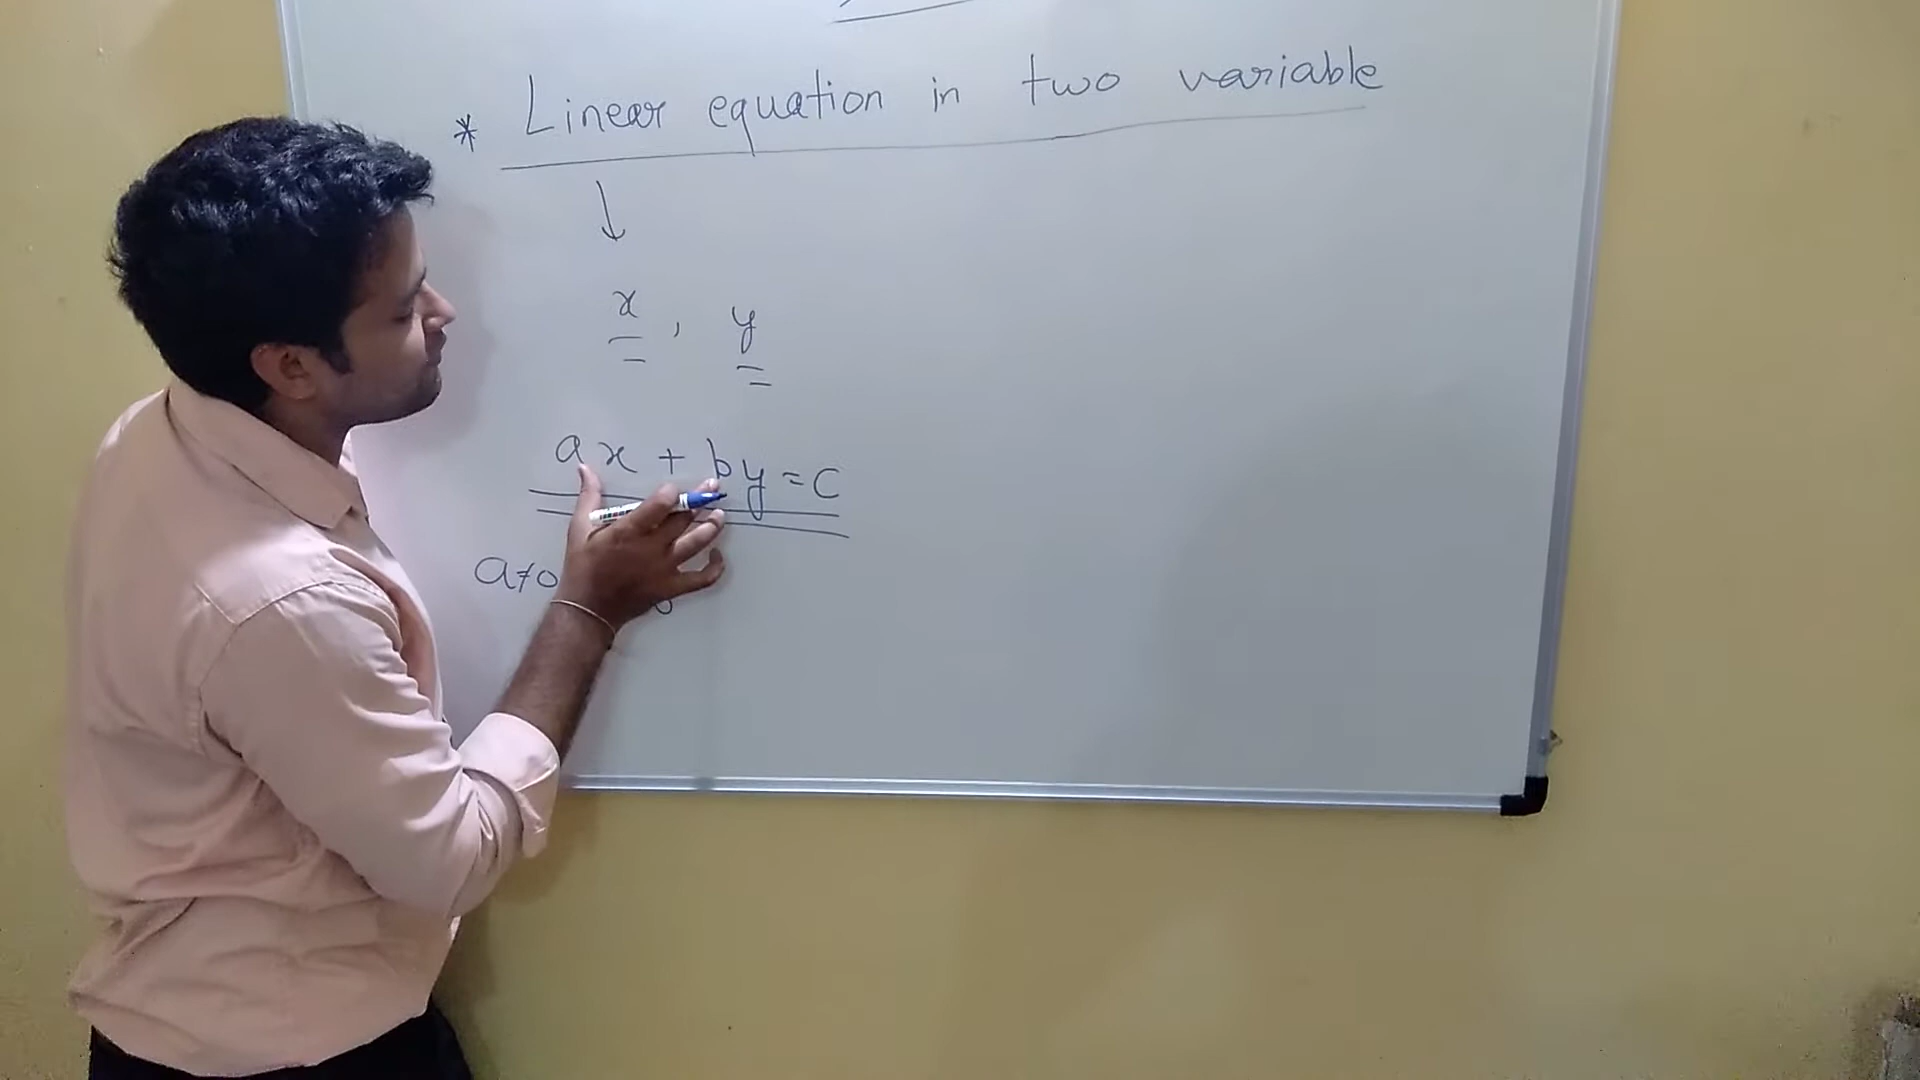 * Linear equation in two variable
↓
x , y
ax + by = c
a≠0